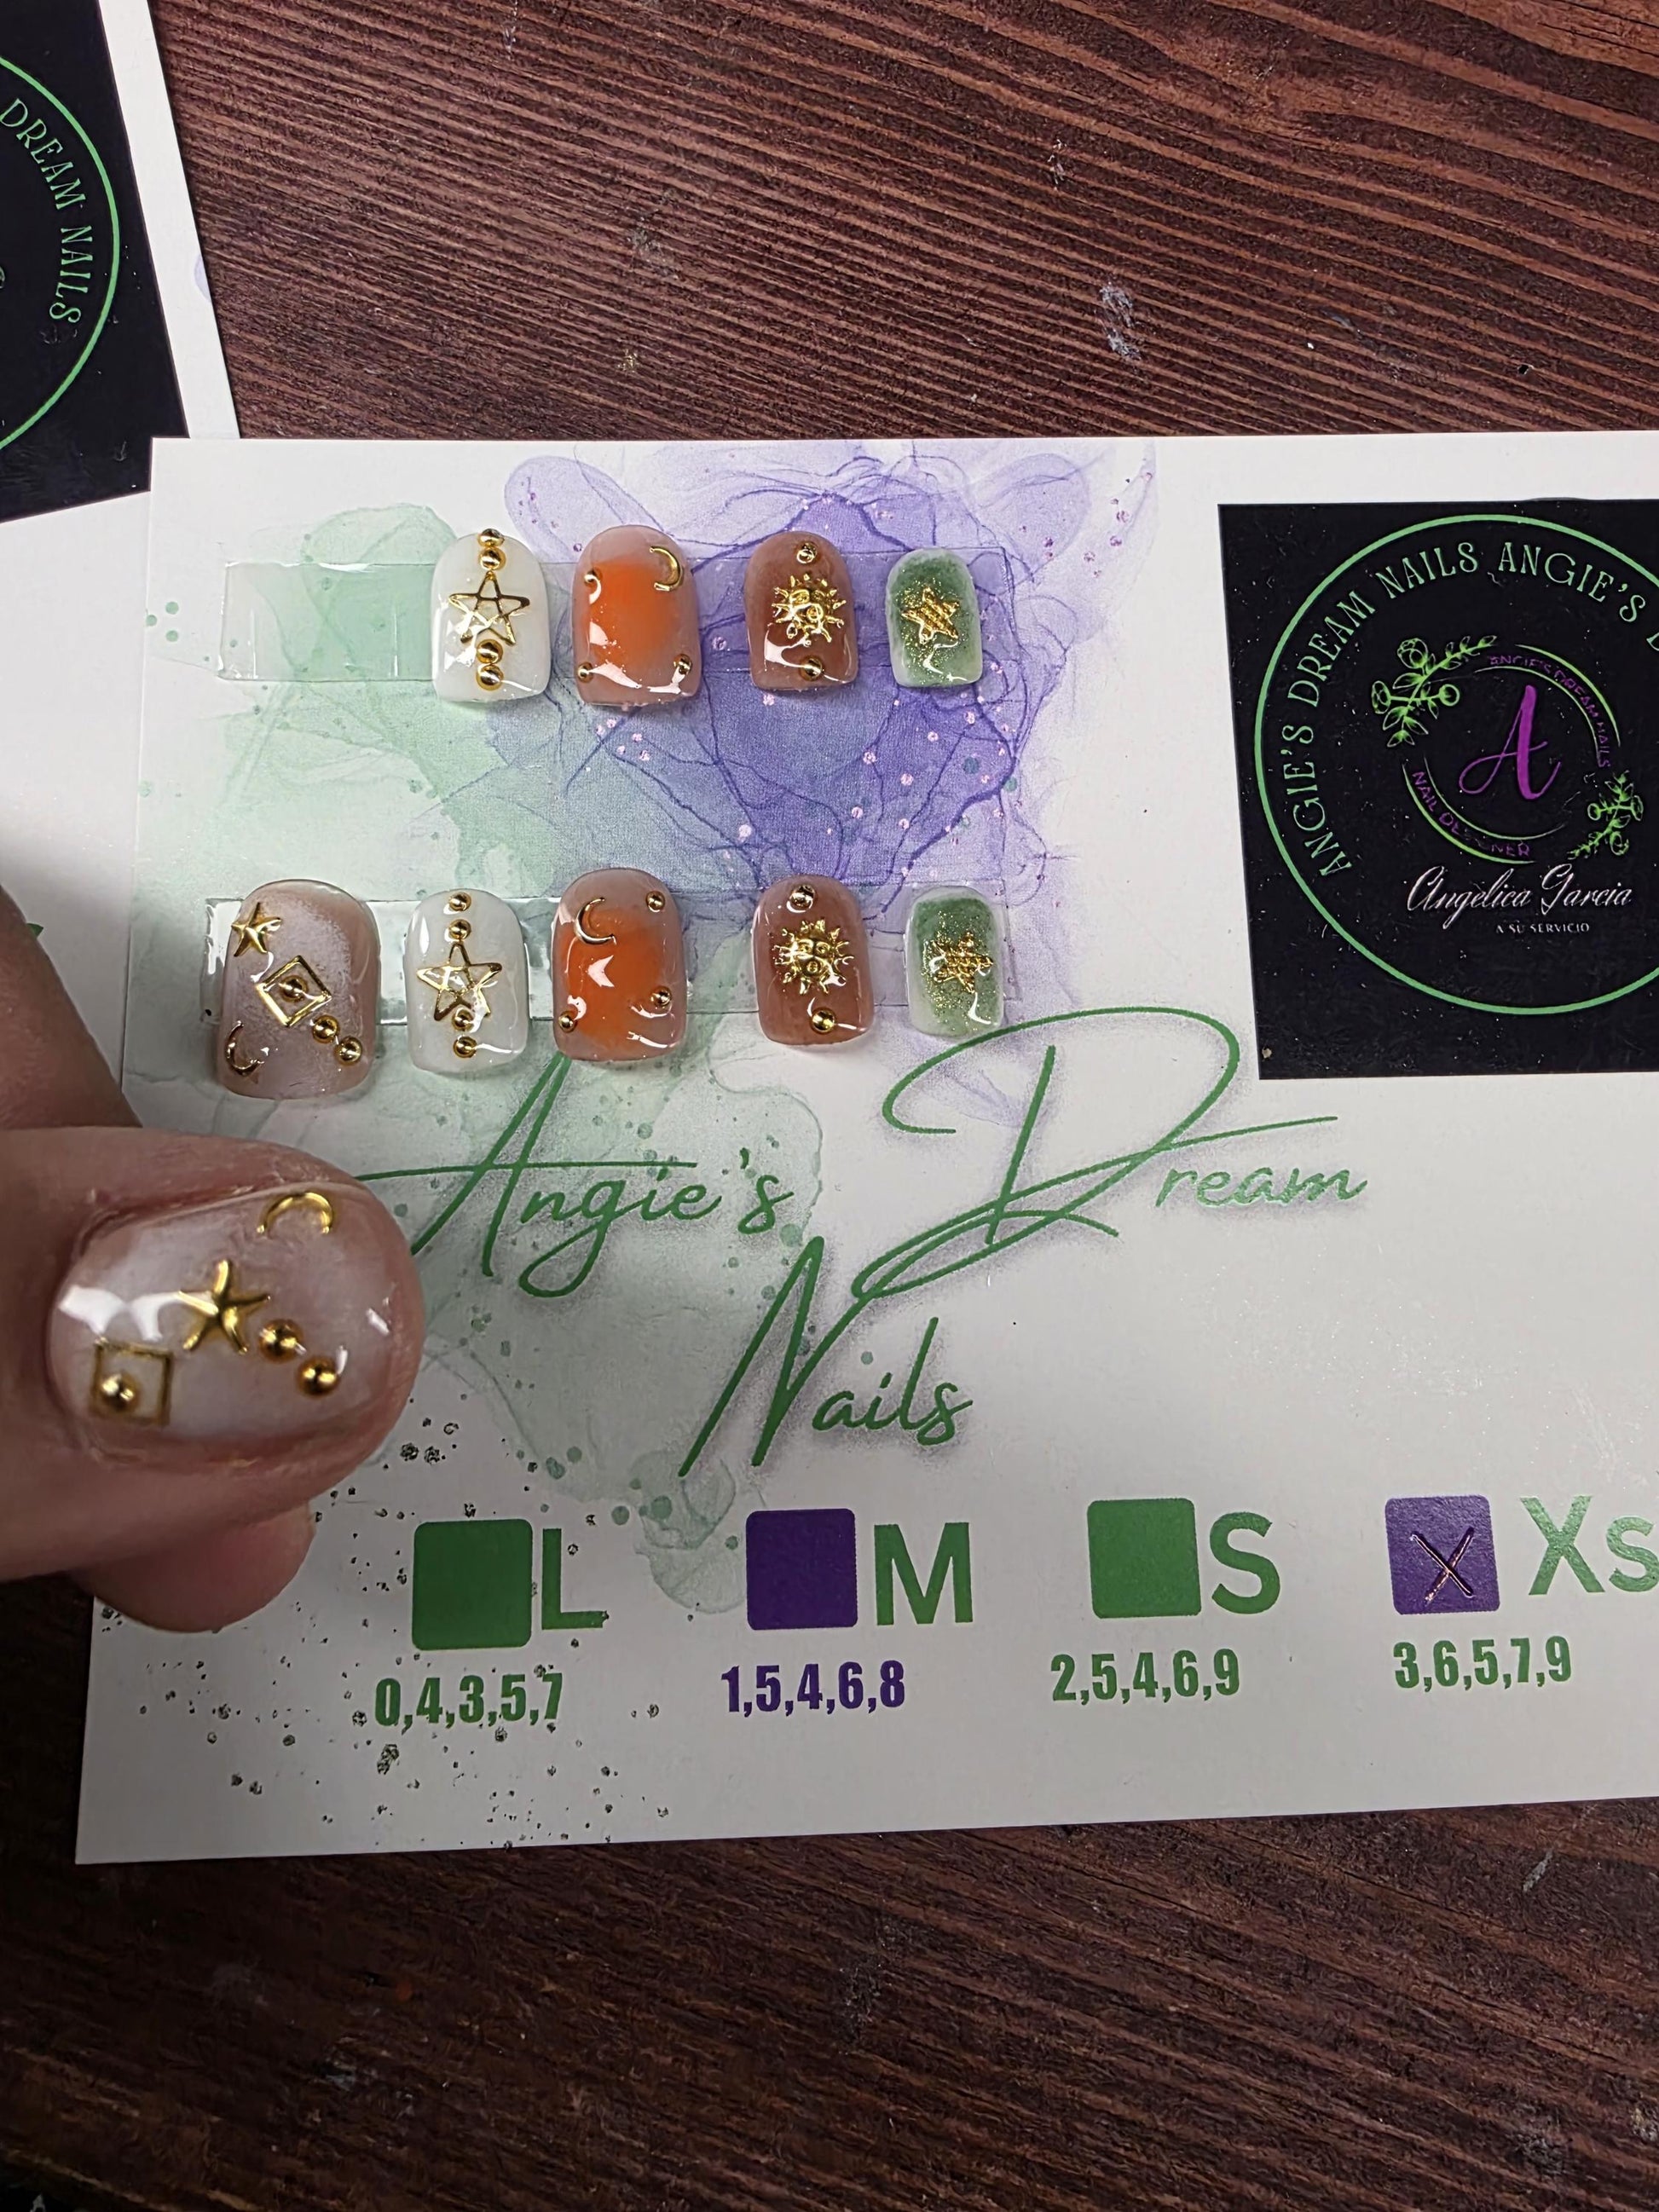 DREAM NAILS
ANGIE'S DREAM NAILS ANGIE'S
ANGIE'S DREAM NAILS
A
NAIL DESIGNER
Angelica Garcia
A SU SERVICIO
Angie's Dream
Nails
L M S X Xs
0,4,3,5,7 1,5,4,6,8 2,5,4,6,9 3,6,5,7,9